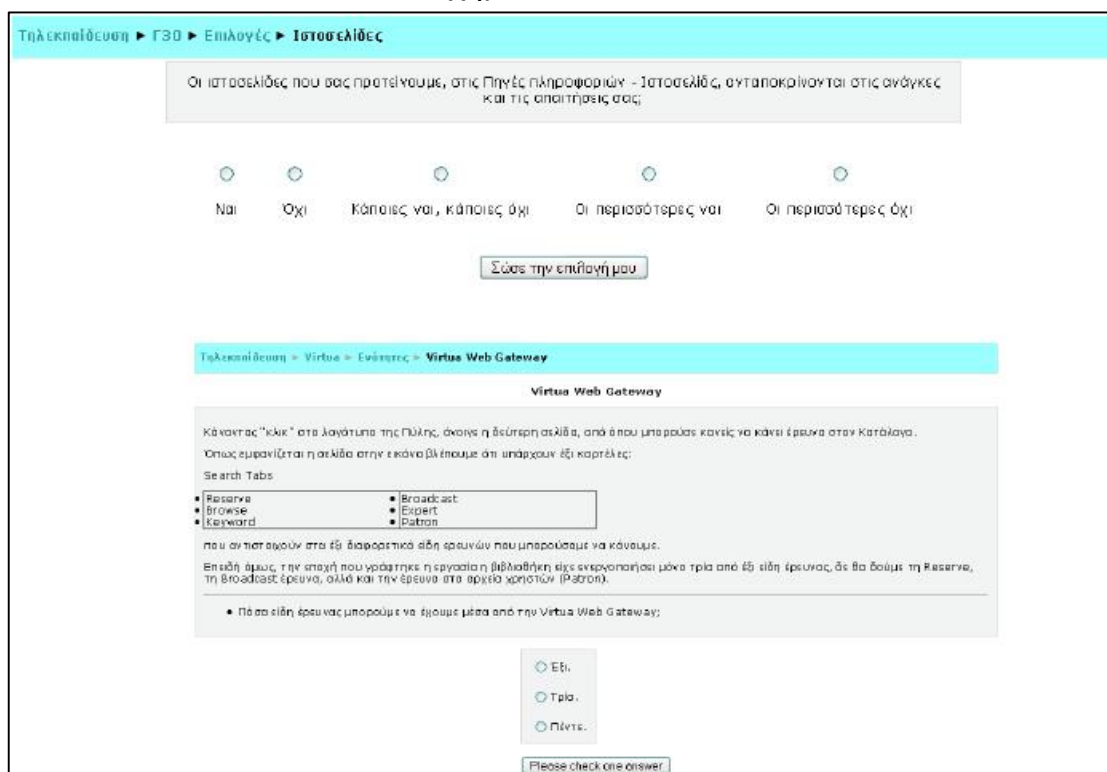 Τηλεκπαίδευση ► Γ30 ► Επιλογές ► Ιστοσελίδες
Οι ιστοσελίδες που σας προτείνουμε, στις Πηγές πληροφοριών - Ιστοσελίδς, ανταποκρίνονται στις ανάγκες
και τις απαιτήσεις σας;
Ναι Όχι Κάποιες ναι, κάποιες όχι Οι περισσότερες ναι Οι περισσότερες όχι
Σώσε την επιλογή μου
Τηλεκπαίδευση ► Virtua ► Ενότητες ► Virtua Web Gateway
Virtua Web Gateway
Κάνοντας "κλικ" στο λογότυπο της Πύλης, άνοιγε η δεύτερη σελίδα, από όπου μπορούσε κανείς να κάνει έρευνα στον Κατάλογο.
Όπως εμφανίζεται η σελίδα στην εικόνα βλέπουμε ότι υπάρχουν έξι καρτέλες:
Search Tabs
• Reserve • Broadcast
• Browse • Expert
• Keyword • Patron
που αντιστοιχούν στα έξι διαφορετικά είδη ερευνών που μπορούσαμε να κάνουμε.
Επειδή όμως, την εποχή που γράφτηκε η εργασία η βιβλιοθήκη είχε ενεργοποιήσει μόνο τρία από έξι είδη έρευνας, δε θα δούμε τη Reserve,
τη Broadcast έρευνα, αλλά και την έρευνα στα αρχεία χρηστών (Patron).
• Πόσα είδη έρευνας μπορούμε να έχουμε μέσα από την Virtua Web Gateway;
Έξι.
Τρία.
Πέντε.
Please check one answer